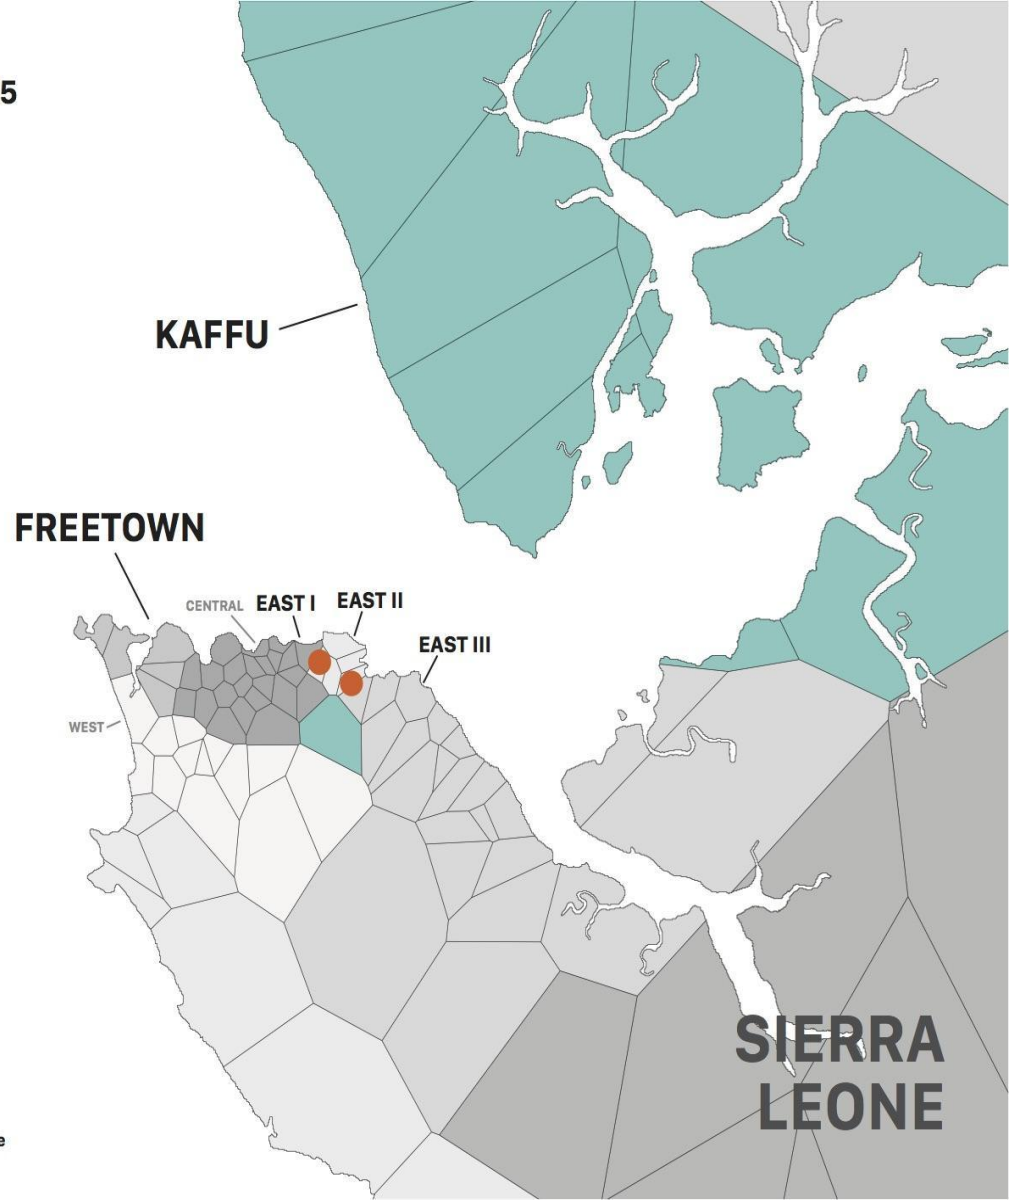 5
KAFFU
FREETOWN
CENTRAL
EAST I
EAST II
EAST III
WEST
SIERRA
LEONE
e